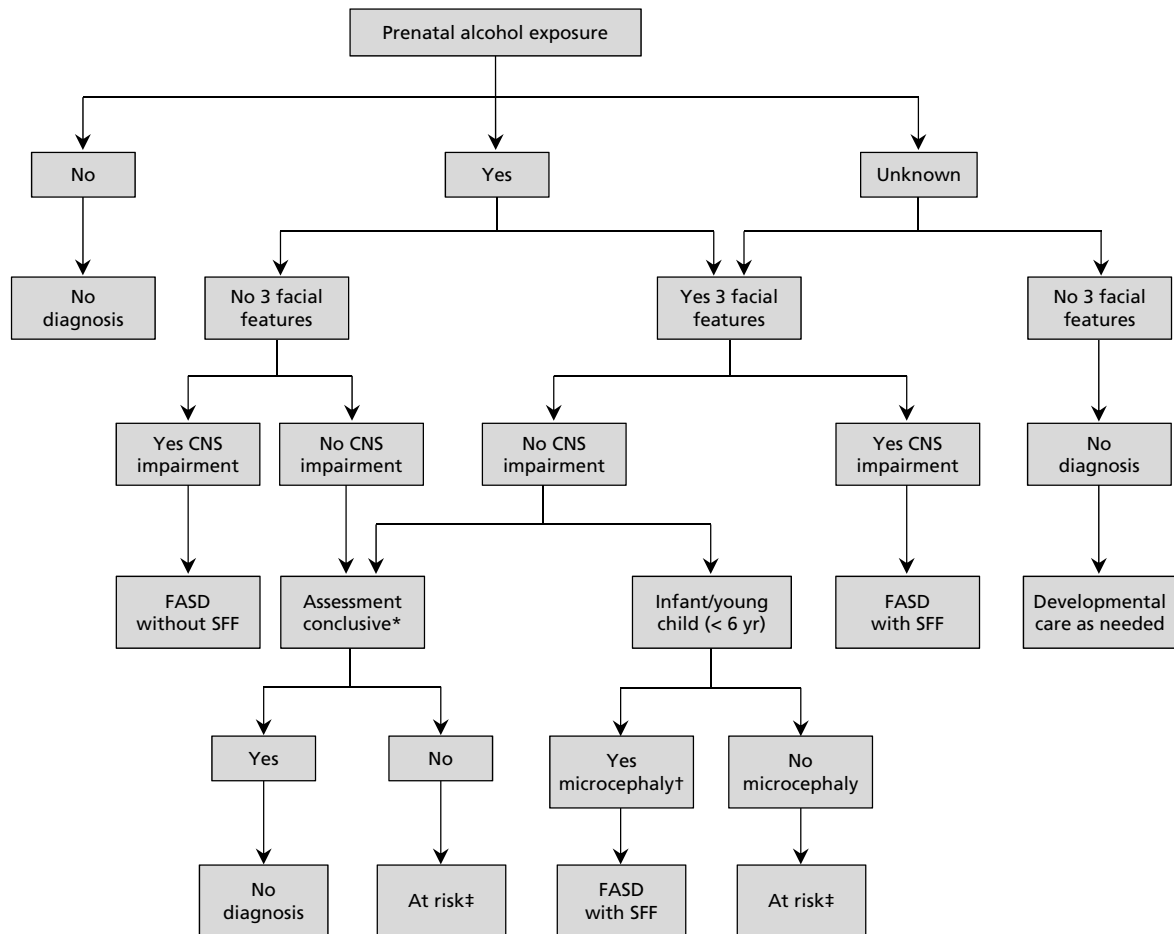 Prenatal alcohol exposure
No
Yes
Unknown
No
diagnosis
No 3 facial
features
Yes 3 facial
features
No 3 facial
features
Yes CNS
impairment
No CNS
impairment
No CNS
impairment
Yes CNS
impairment
No
diagnosis
FASD
without SFF
Assessment
conclusive*
Infant/young
child (< 6 yr)
FASD
with SFF
Developmental
care as needed
Yes
No
Yes
microcephaly†
No
microcephaly
No
diagnosis
At risk‡
FASD
with SFF
At risk‡